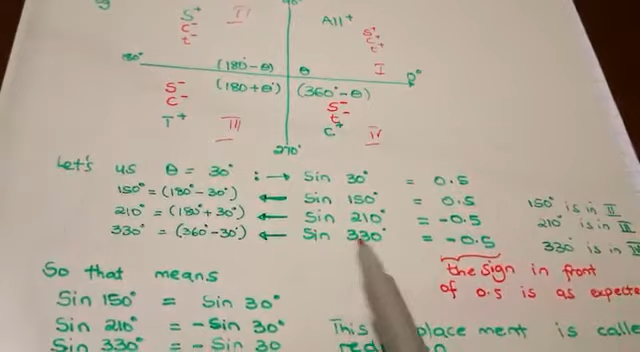 S⁺ II
C⁻
t⁻
All⁺
S⁺
C⁺
t⁺
I
180°
(180°-θ)
θ
0°
(180°+θ°)
(360°-θ)
S⁻
C⁻
T⁺ III
S⁻
t⁻
C⁺ IV
270°
Let's us θ = 30° : → Sin 30° = 0.5
150° = (180°-30°) ← Sin 150° = 0.5 150° is in II
210° = (180°+30°) ← Sin 210° = -0.5 210° is in III
330° = (360°-30°) ← Sin 330° = -0.5 330° is in
the sign in front
of 0.5 is as
So that means
Sin 150° = Sin 30°
Sin 210° = -Sin 30°
Sin 330° = -Sin 30
This placement is called